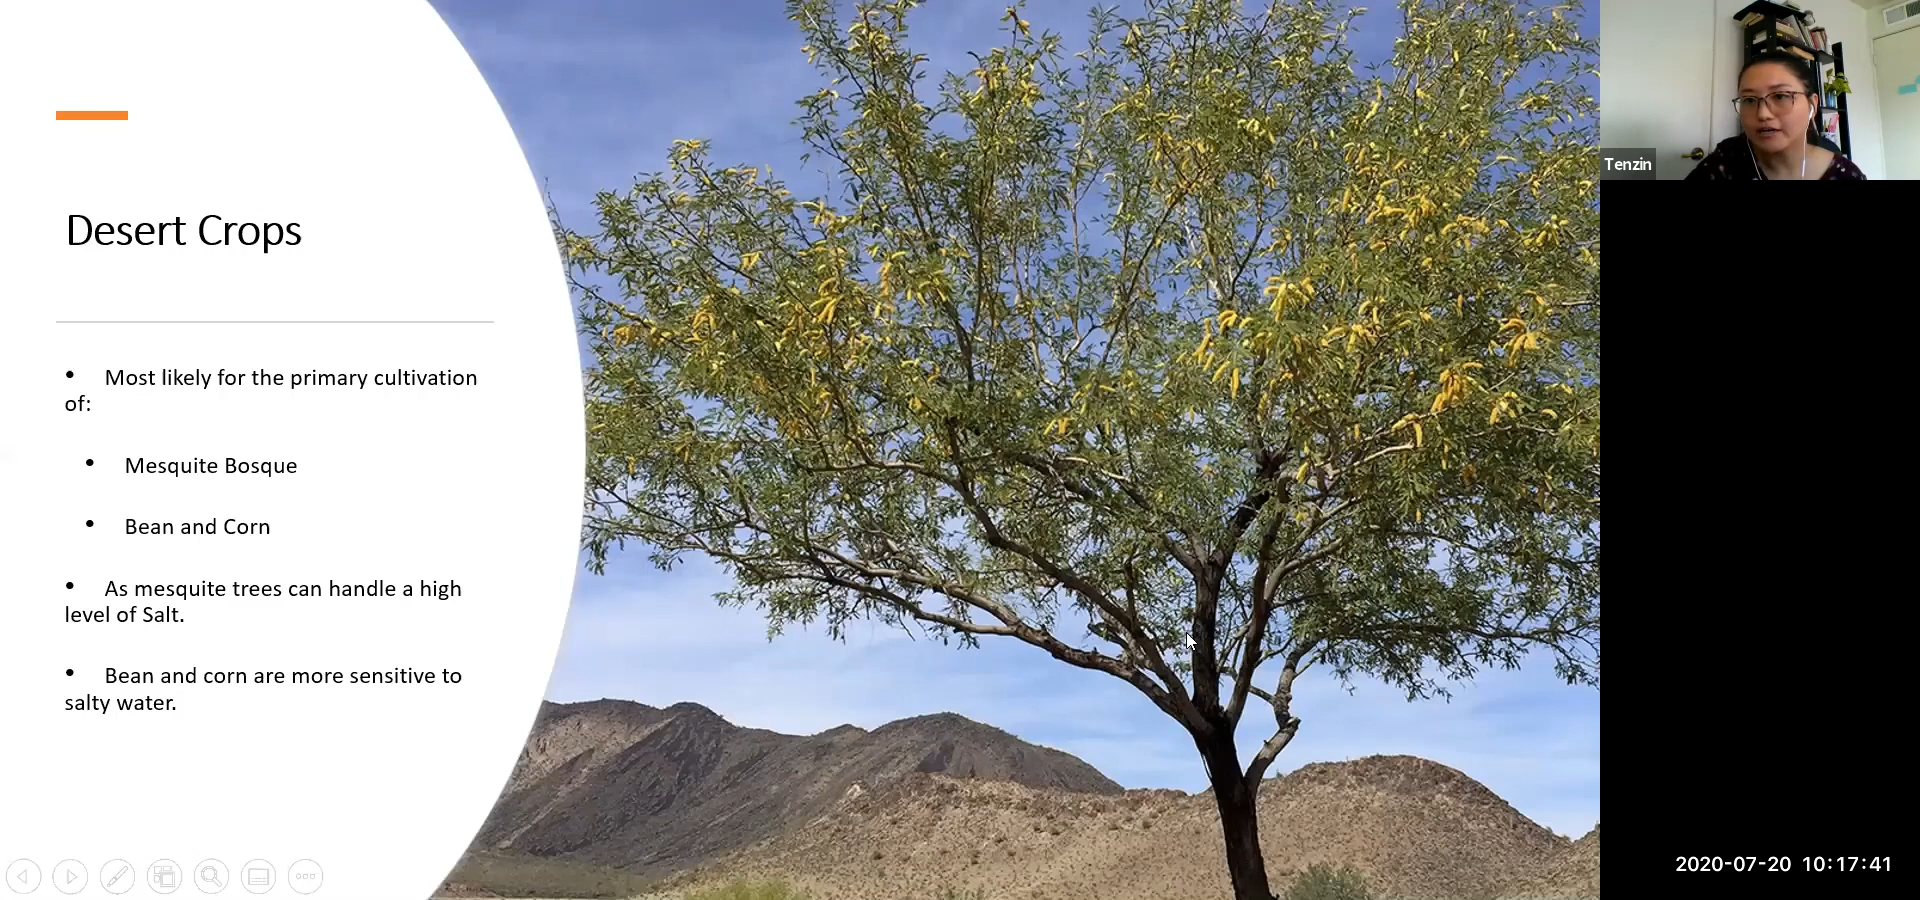 Desert Crops
• Most likely for the primary cultivation
of:
• Mesquite Bosque
• Bean and Corn
• As mesquite trees can handle a high
level of Salt.
• Bean and corn are more sensitive to
salty water.
Tenzin
2020-07-20 10:17:41